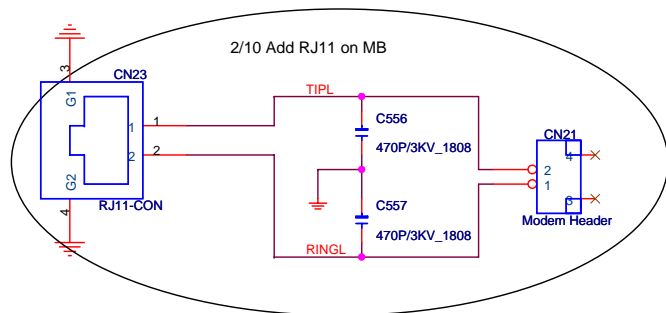 2/10 Add RJ11 on MB
3
CN23
G1
1
1
2
2
G2
4
RJ11-CON
TIPL
C556
470P/3KV_1808
C557
470P/3KV_1808
RINGL
CN21
4
2
1
3
Modem Header